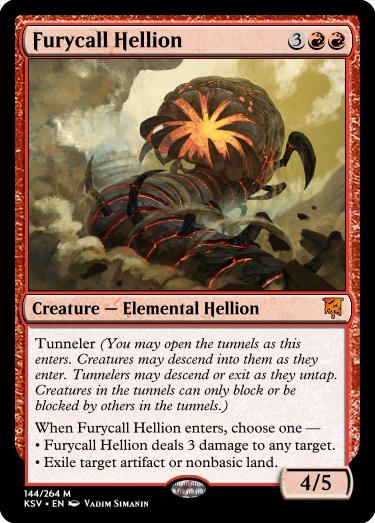 Furycall Hellion 3
Creature — Elemental Hellion
Tunneler (You may open the tunnels as this
enters. Creatures may descend into them as they
enter. Tunnelers may descend or exit as they untap.
Creatures in the tunnels can only block or be
blocked by others in the tunnels.)
When Furycall Hellion enters, choose one —
• Furycall Hellion deals 3 damage to any target.
• Exile target artifact or nonbasic land.
4/5
144/264 M
KSV • EN Vadim Simanin